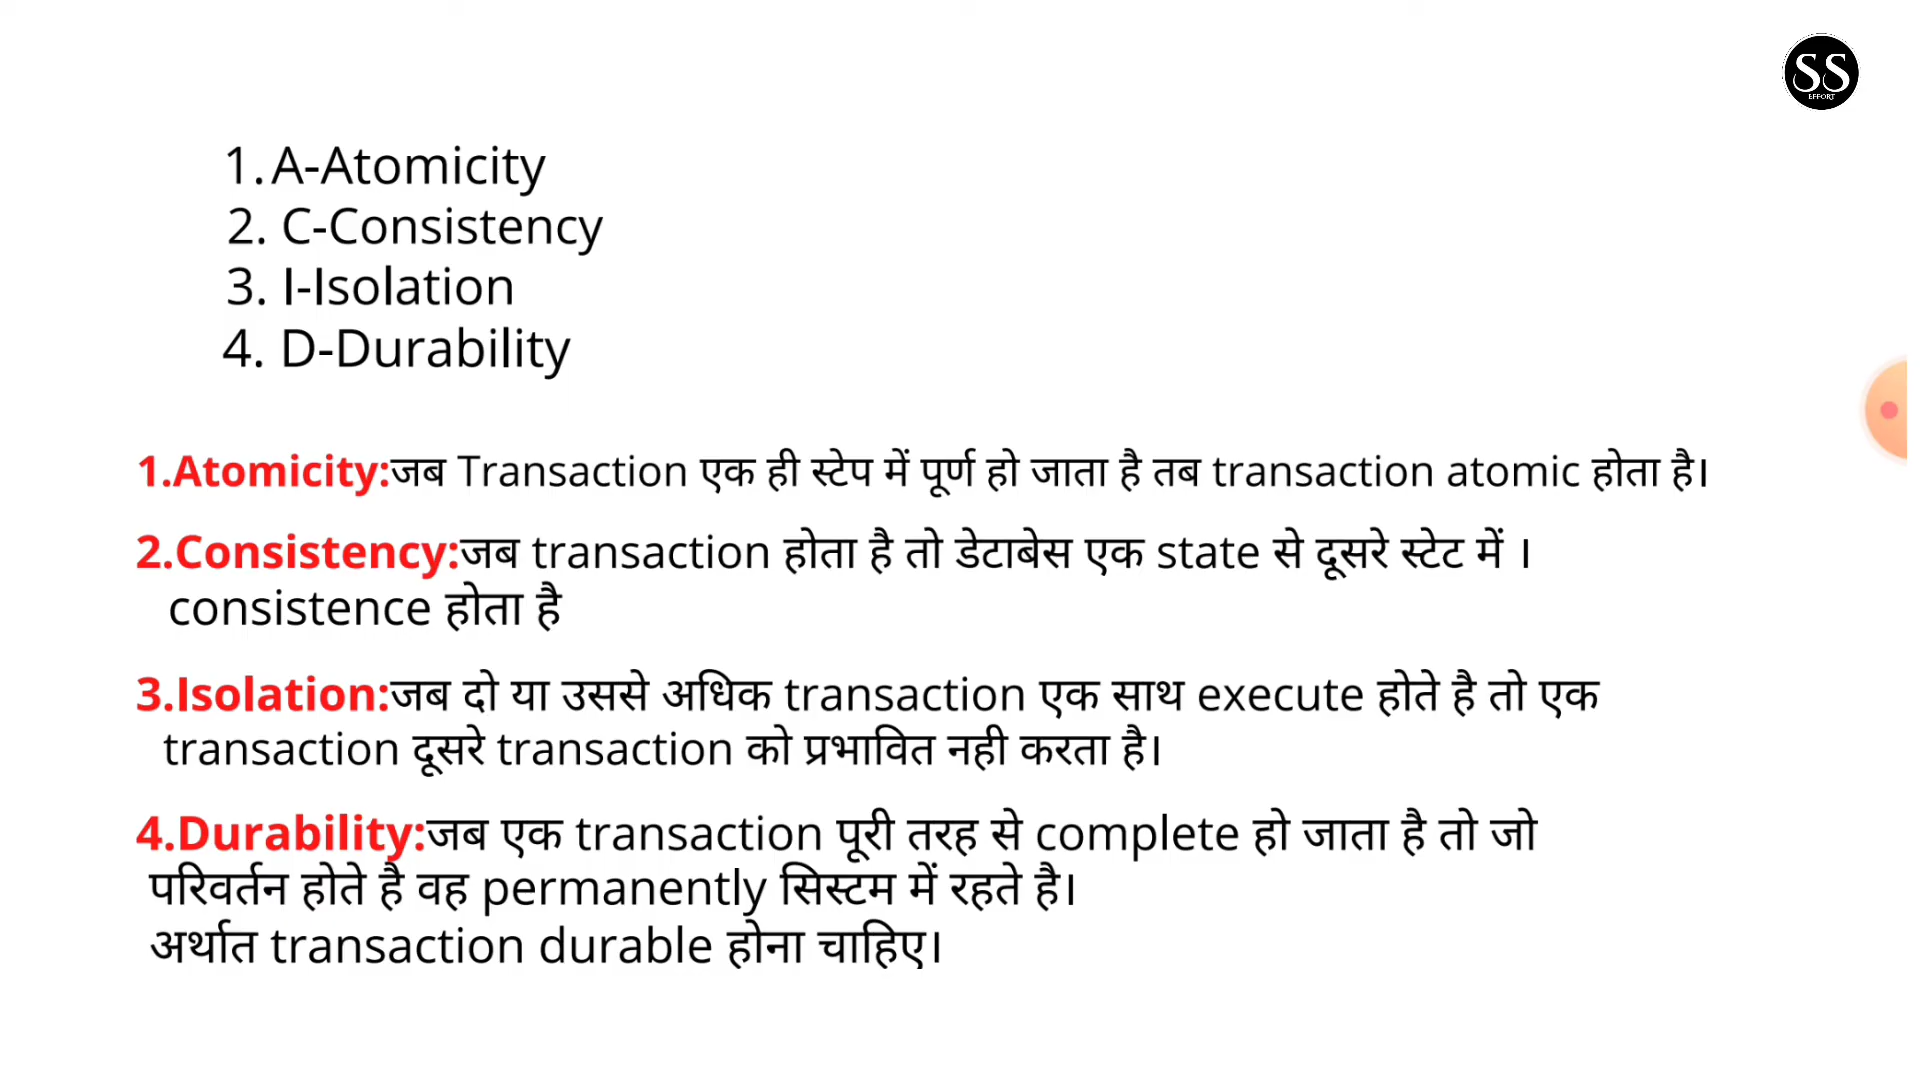 SS
EFFORT
1. A-Atomicity
2. C-Consistency
3. I-Isolation
4. D-Durability
1.Atomicity:जब Transaction एक ही स्टेप में पूर्ण हो जाता है तब transaction atomic होता है।
2.Consistency:जब transaction होता है तो डेटाबेस एक state से दूसरे स्टेट में ।
consistence होता है
3.Isolation:जब दो या उससे अधिक transaction एक साथ execute होते है तो एक
transaction दूसरे transaction को प्रभावित नही करता है।
4.Durability:जब एक transaction पूरी तरह से complete हो जाता है तो जो
परिवर्तन होते है वह permanently सिस्टम में रहते है।
अर्थात transaction durable होना चाहिए।